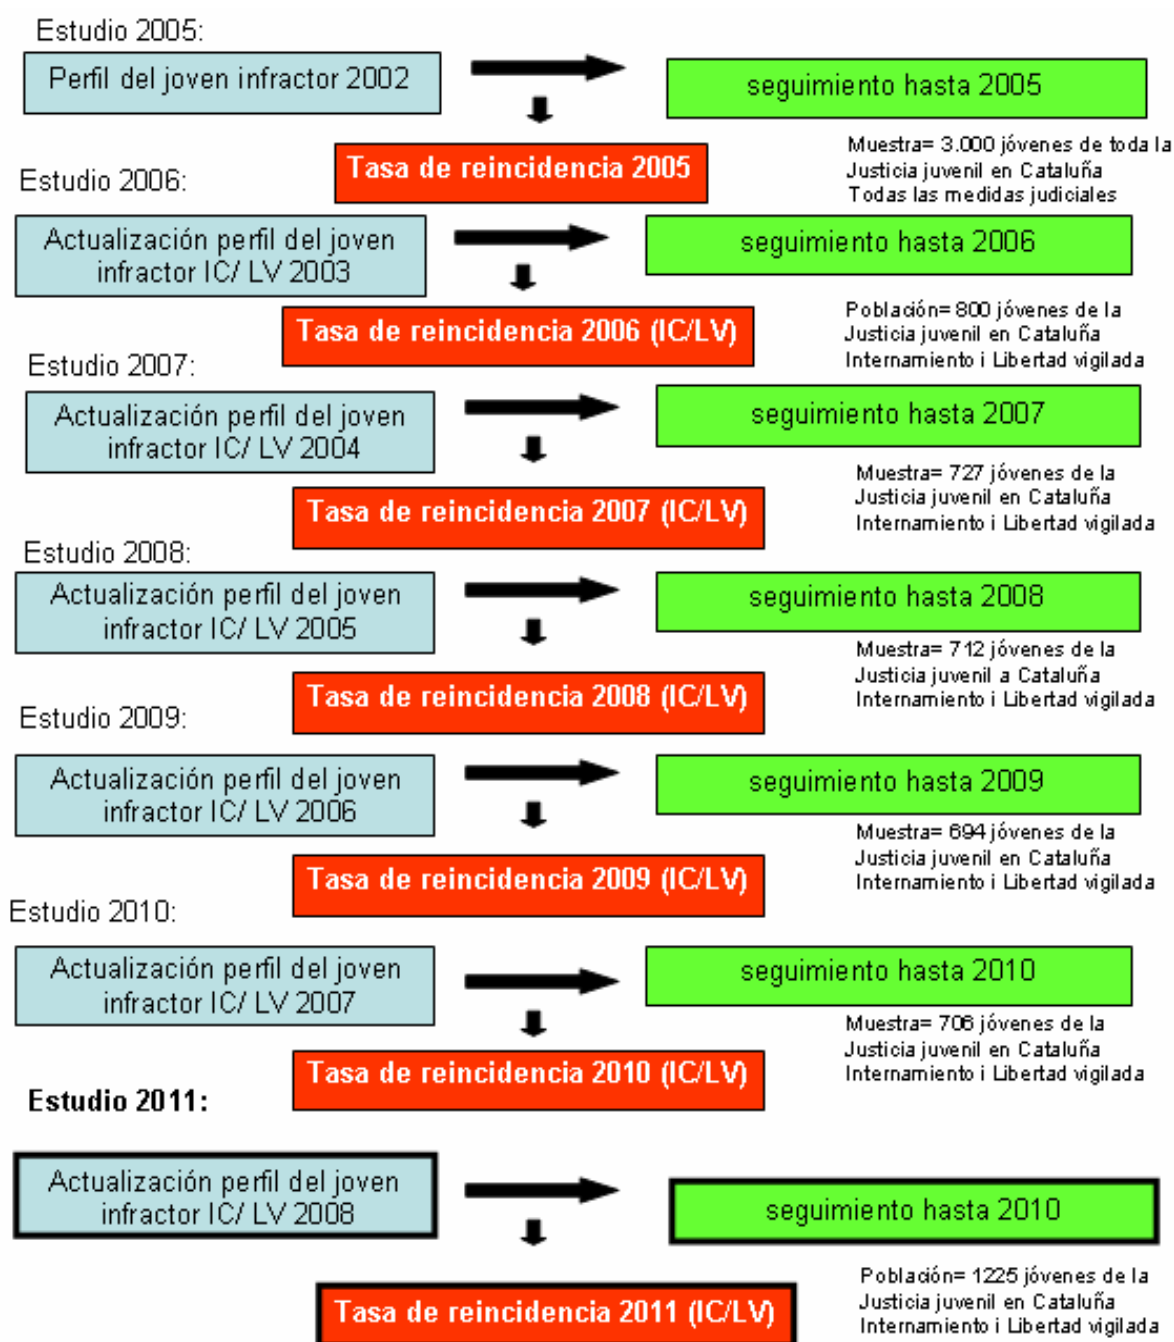 Estudio 2005:
Perfil del joven infractor 2002
seguimiento hasta 2005
Tasa de reincidencia 2005
Muestra= 3.000 jóvenes de toda la
Justicia juvenil en Cataluña
Todas las medidas judiciales
Estudio 2006:
Actualización perfil del joven
infractor IC/ LV 2003
seguimiento hasta 2006
Tasa de reincidencia 2006 (IC/LV)
Población= 800 jóvenes de la
Justicia juvenil en Cataluña
Internamiento i Libertad vigilada
Estudio 2007:
Actualización perfil del joven
infractor IC/ LV 2004
seguimiento hasta 2007
Tasa de reincidencia 2007 (IC/LV)
Muestra= 727 jóvenes de la
Justicia juvenil en Cataluña
Internamiento i Libertad vigilada
Estudio 2008:
Actualización perfil del joven
infractor IC/ LV 2005
seguimiento hasta 2008
Tasa de reincidencia 2008 (IC/LV)
Muestra= 712 jóvenes de la
Justicia juvenil a Cataluña
Internamiento i Libertad vigilada
Estudio 2009:
Actualización perfil del joven
infractor IC/ LV 2006
seguimiento hasta 2009
Tasa de reincidencia 2009 (IC/LV)
Muestra= 694 jóvenes de la
Justicia juvenil en Cataluña
Internamiento i Libertad vigilada
Estudio 2010:
Actualización perfil del joven
infractor IC/ LV 2007
seguimiento hasta 2010
Tasa de reincidencia 2010 (IC/LV)
Muestra= 706 jóvenes de la
Justicia juvenil en Cataluña
Internamiento i Libertad vigilada
Estudio 2011:
Actualización perfil del joven
infractor IC/ LV 2008
seguimiento hasta 2010
Tasa de reincidencia 2011 (IC/LV)
Población= 1225 jóvenes de la
Justicia juvenil en Cataluña
Internamiento i Libertad vigilada